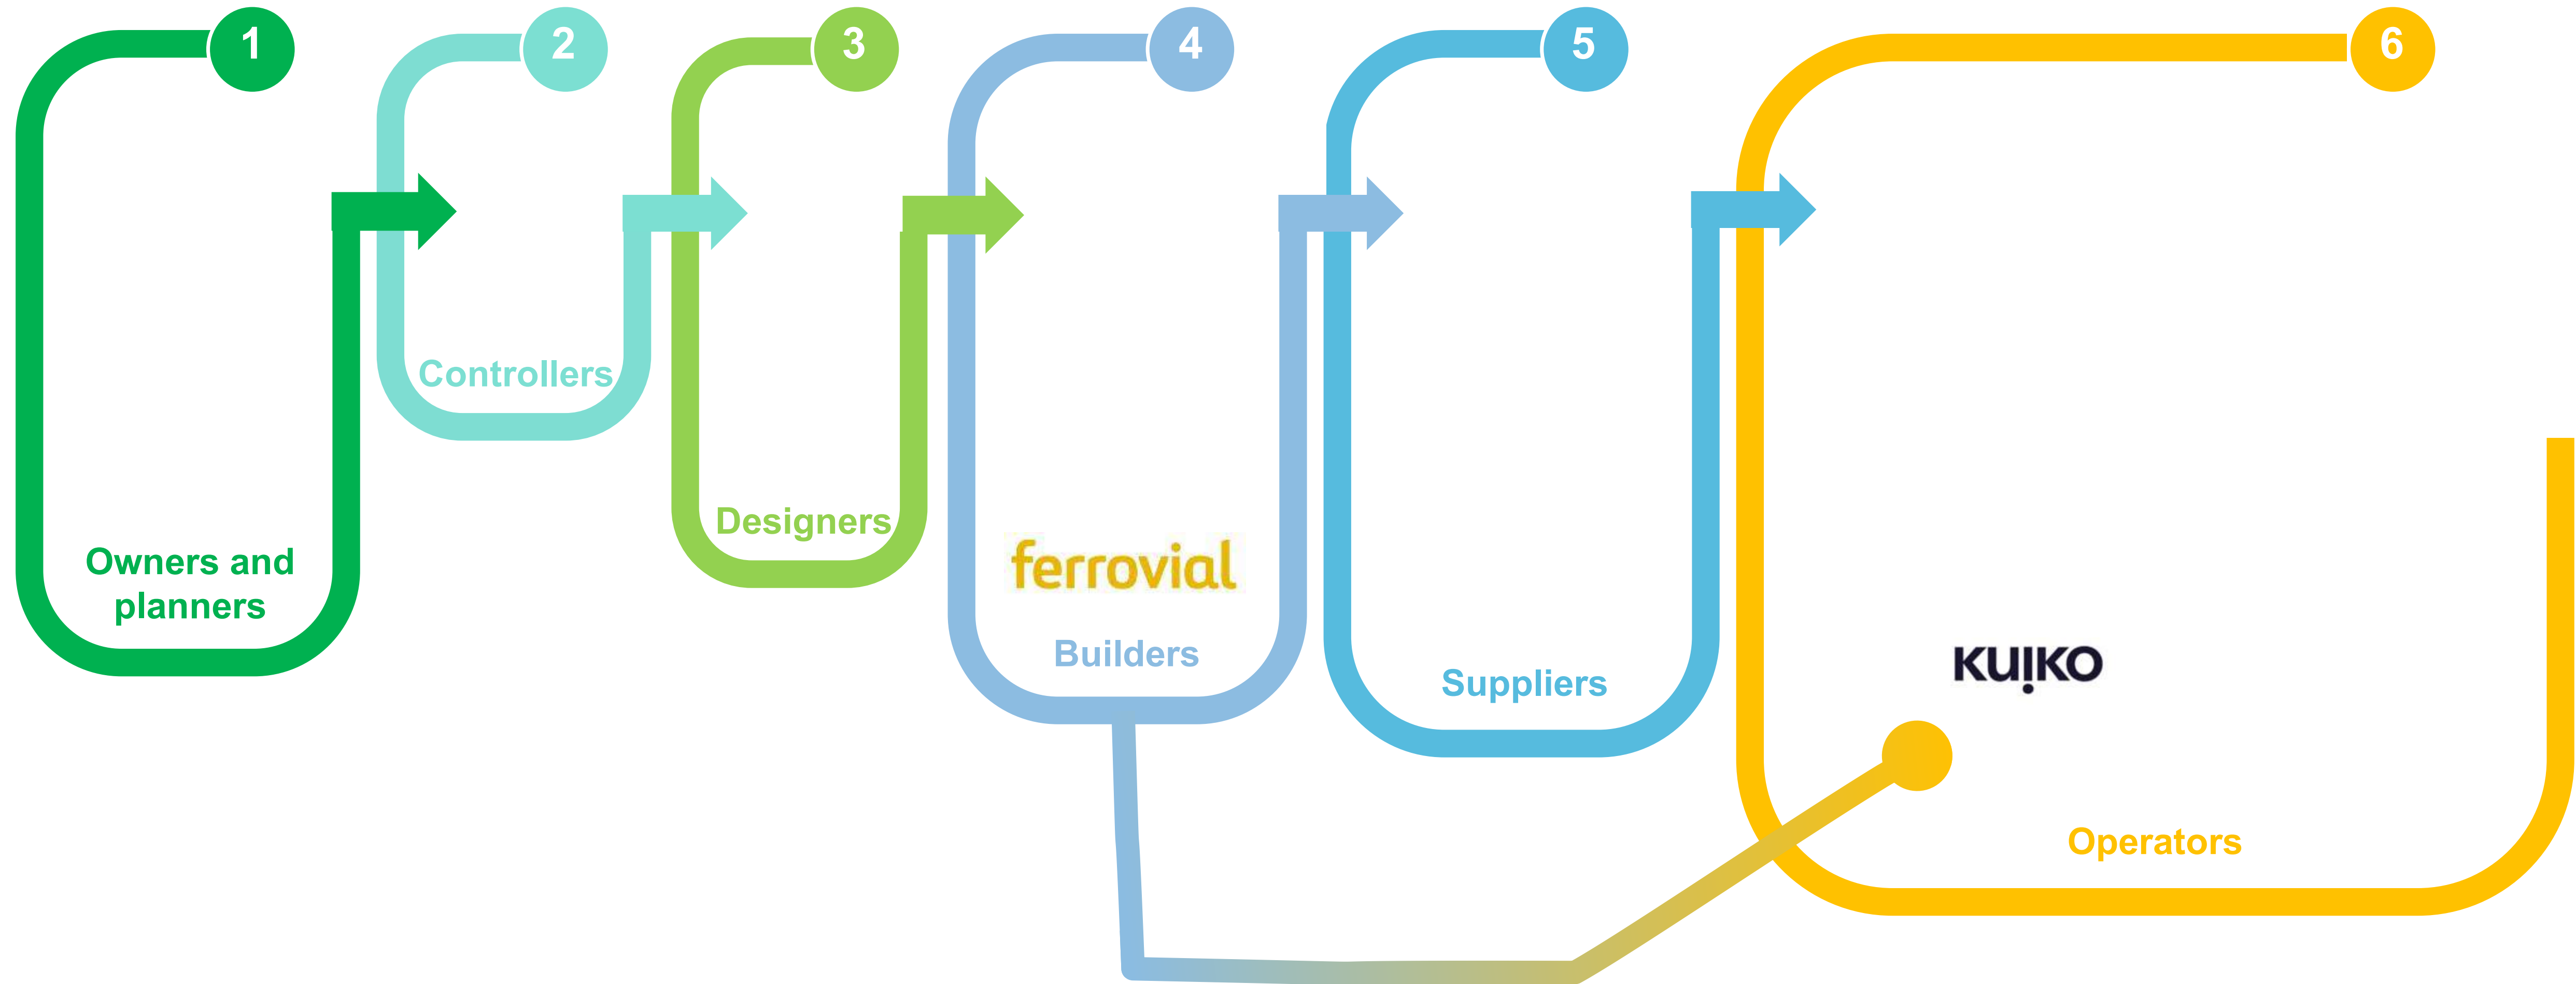 1
2
3
4
5
6
Controllers
Designers
Owners and
planners
ferrovial
Builders
Suppliers
KUIKO
Operators